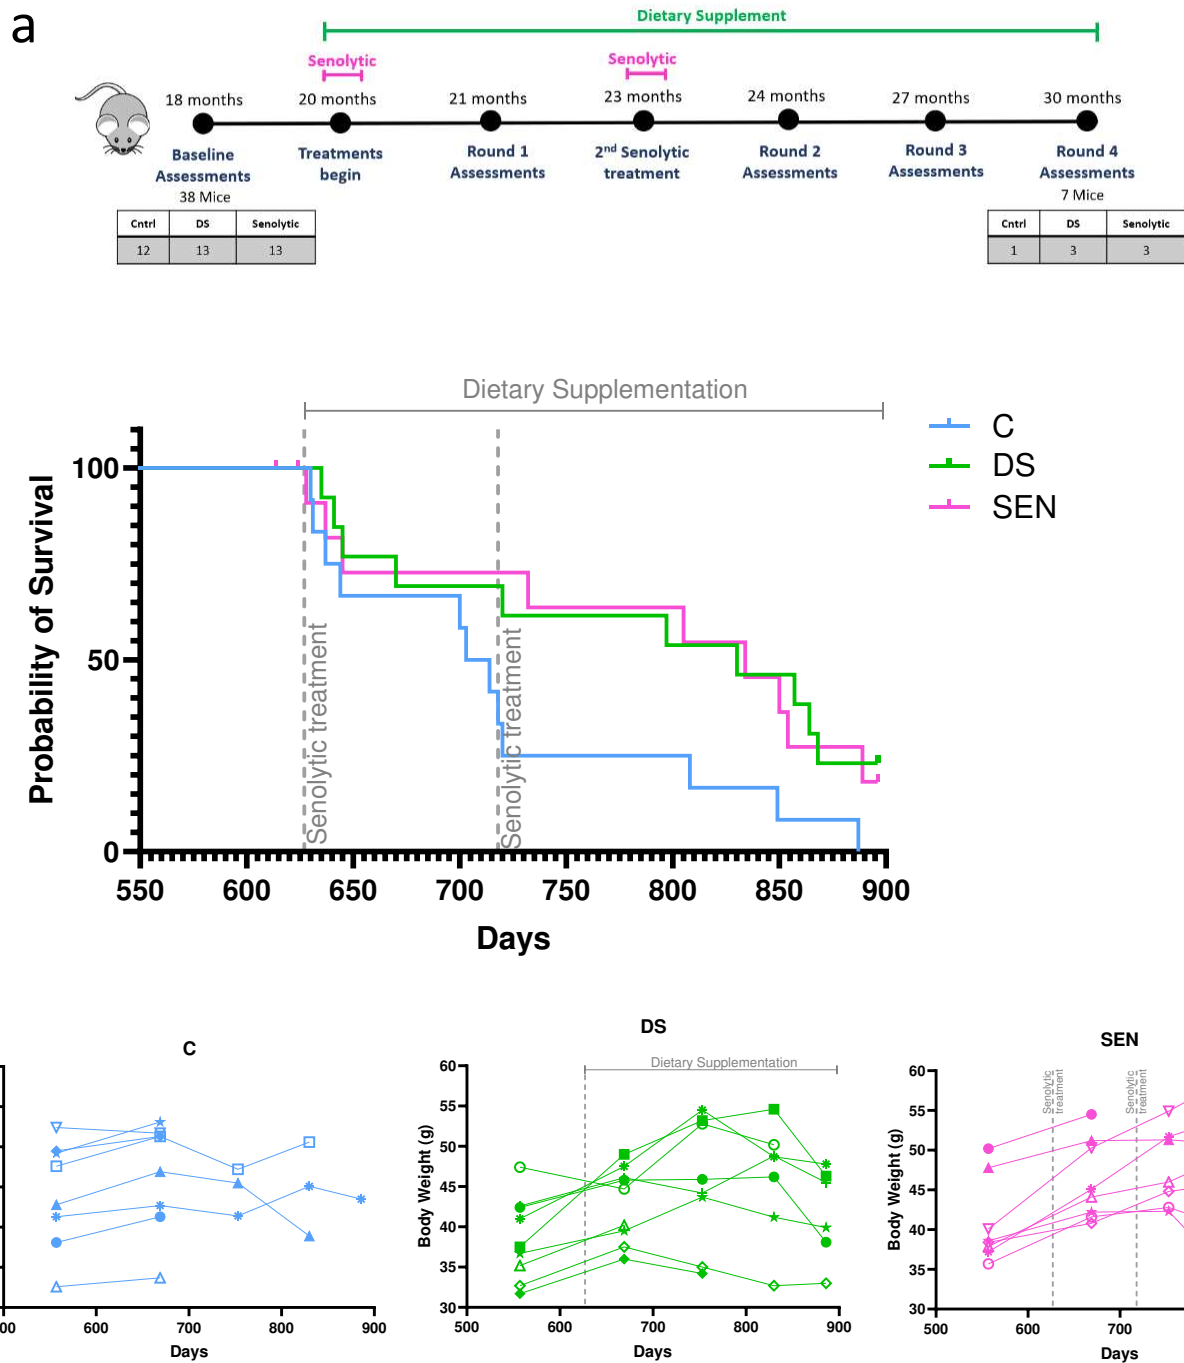 a
Dietary Supplement
Senolytic
Senolytic
18 months
20 months
21 months
23 months
24 months
27 months
30 months
Baseline
Assessments
Treatments
begin
Round 1
Assessments
2nd Senolytic
treatment
Round 2
Assessments
Round 3
Assessments
Round 4
Assessments
38 Mice
7 Mice
Cntrl DS Senolytic
12 13 13
Cntrl DS Senolytic
1 3 3
Dietary Supplementation
C
DS
SEN
Probability of Survival
100
50
0
Senolytic treatment
Senolytic treatment
550 600 650 700 750 800 850 900
Days
C
00 600 700 800 900
Days
DS
Dietary Supplementation
Body Weight (g)
60
55
50
45
40
35
30
500 600 700 800 900
Days
SEN
Senolytic
treatment
Senolytic
treatment
Body Weight (g)
60
55
50
45
40
35
30
500 600 700
Days